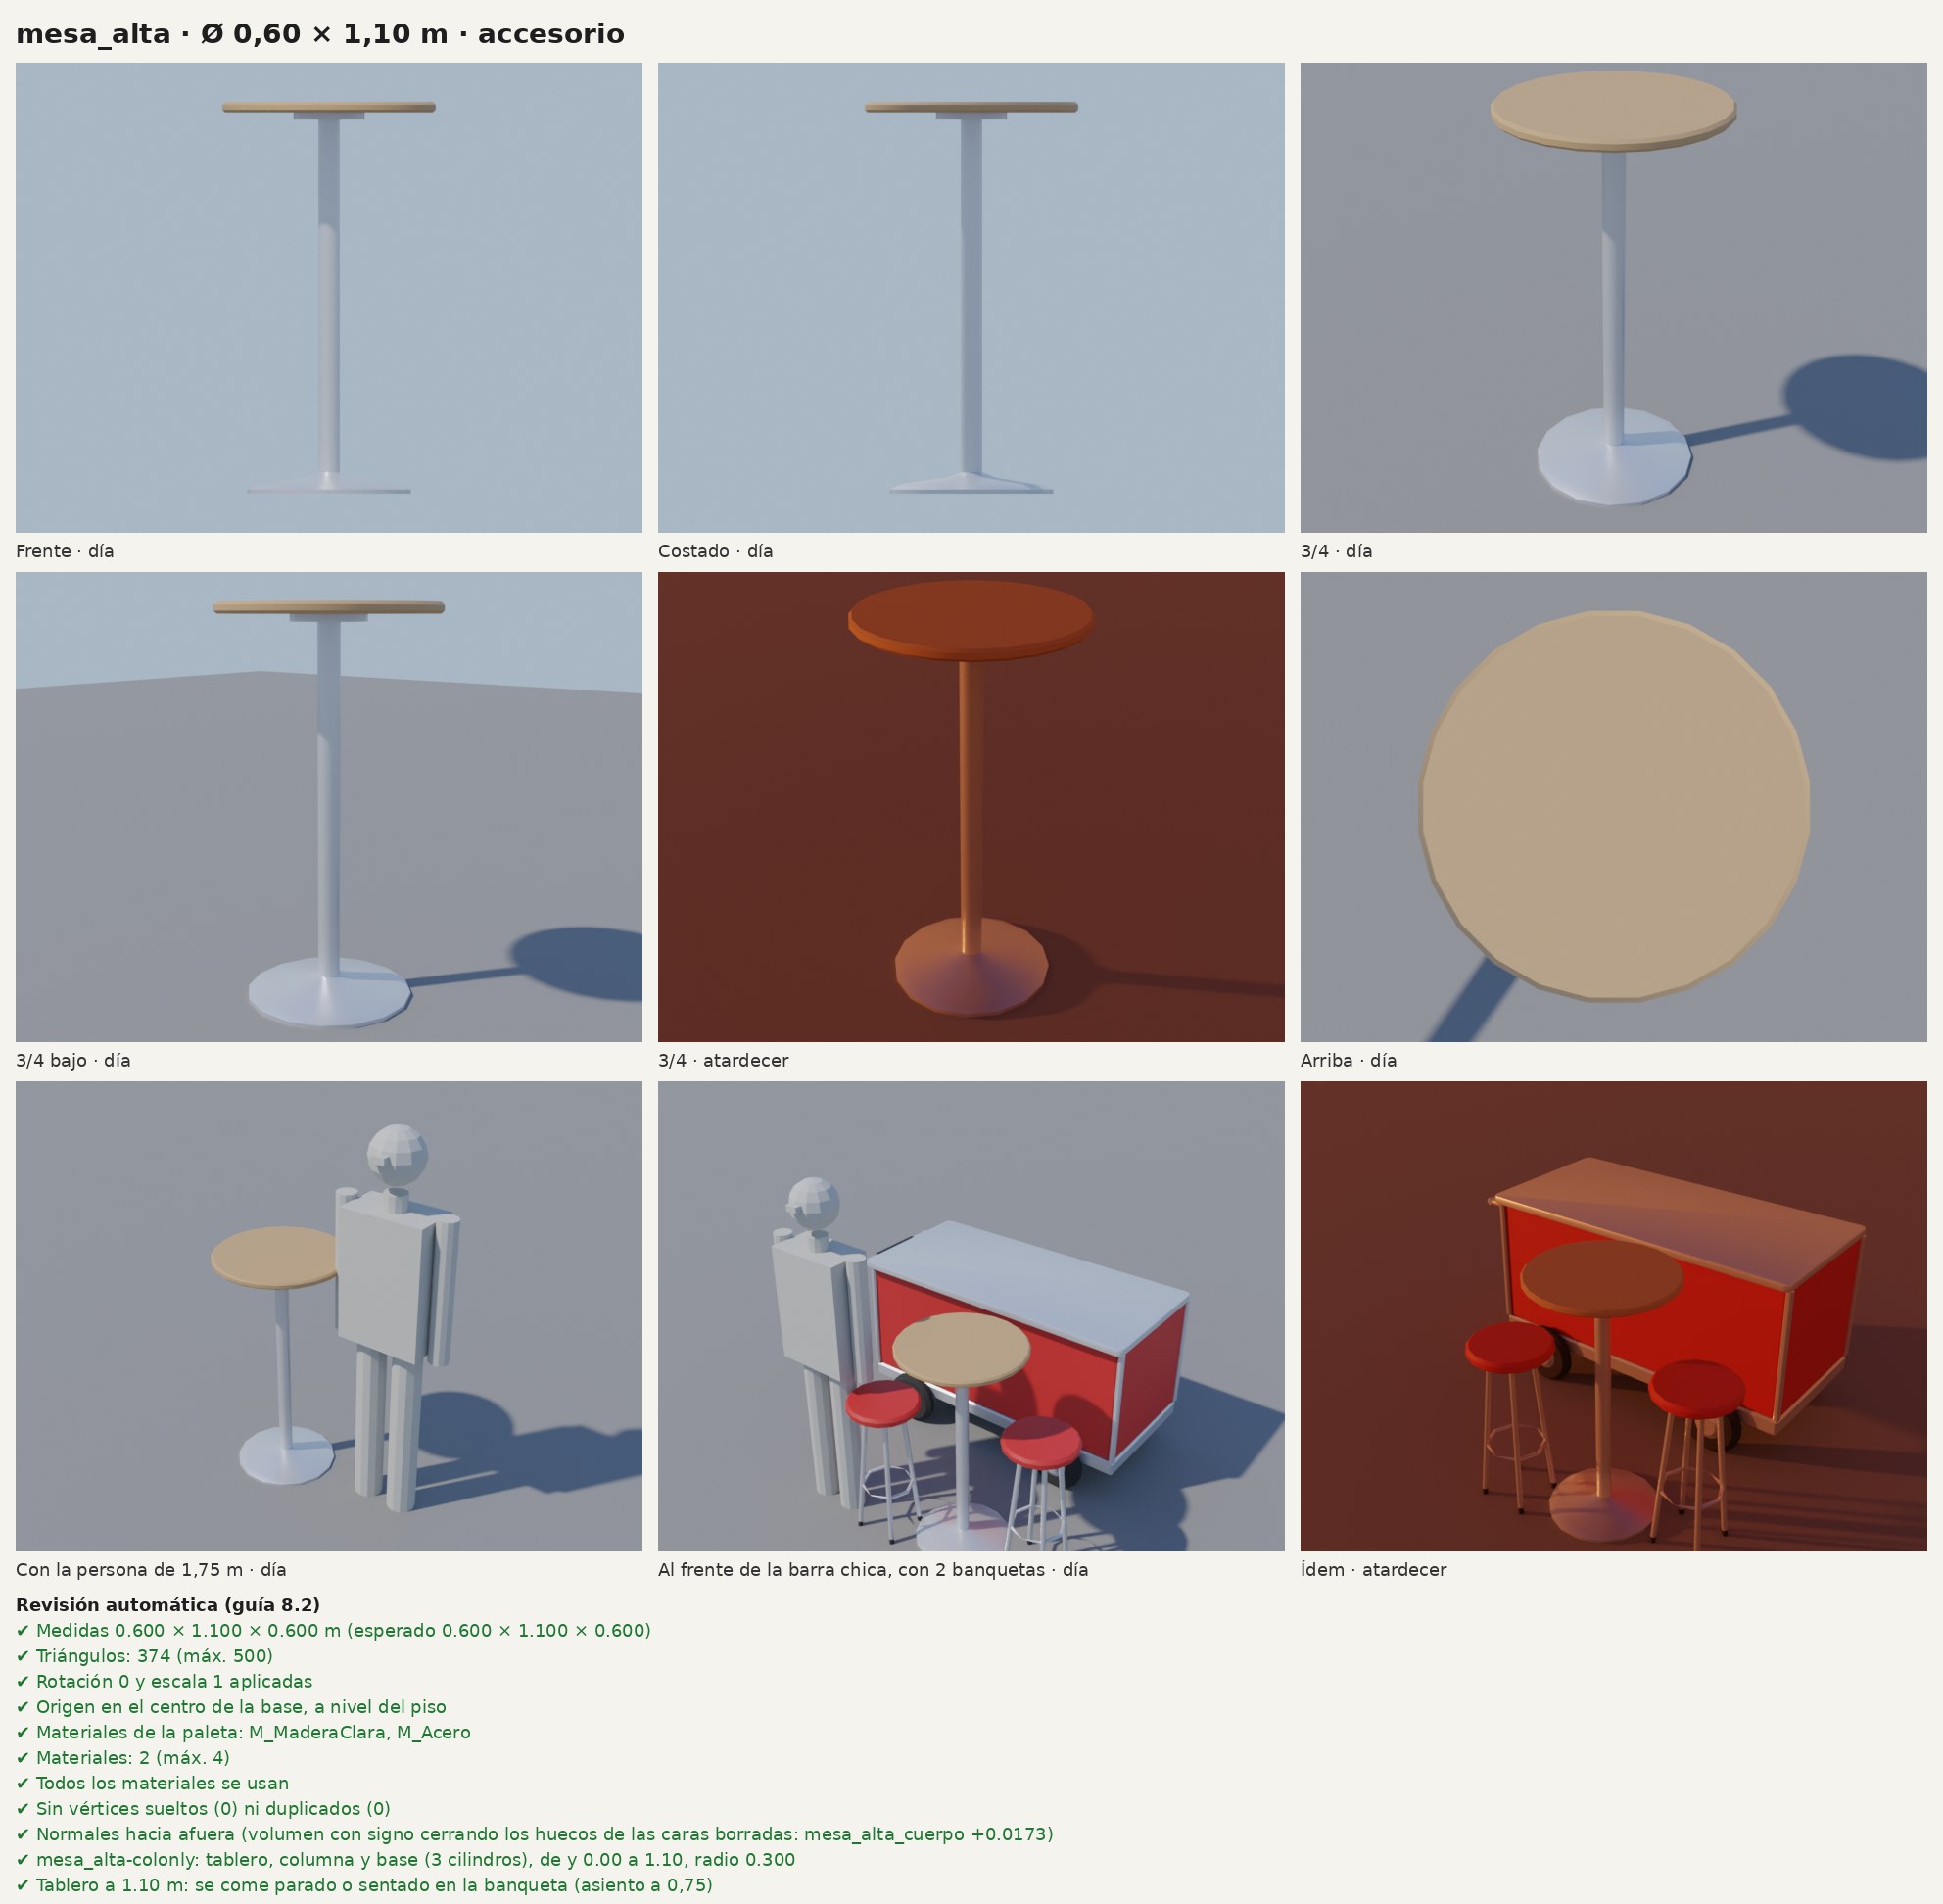 mesa_alta · Ø 0,60 × 1,10 m · accesorio
Frente · día
Costado · día
3/4 · día
3/4 bajo · día
3/4 · atardecer
Arriba · día
Con la persona de 1,75 m · día
Al frente de la barra chica, con 2 banquetas · día
Ídem · atardecer
Revisión automática (guía 8.2)
✔ Medidas 0.600 × 1.100 × 0.600 m (esperado 0.600 × 1.100 × 0.600)
✔ Triángulos: 374 (máx. 500)
✔ Rotación 0 y escala 1 aplicadas
✔ Origen en el centro de la base, a nivel del piso
✔ Materiales de la paleta: M_MaderaClara, M_Acero
✔ Materiales: 2 (máx. 4)
✔ Todos los materiales se usan
✔ Sin vértices sueltos (0) ni duplicados (0)
✔ Normales hacia afuera (volumen con signo cerrando los huecos de las caras borradas: mesa_alta_cuerpo +0.0173)
✔ mesa_alta-colonly: tablero, columna y base (3 cilindros), de y 0.00 a 1.10, radio 0.300
✔ Tablero a 1.10 m: se come parado o sentado en la banqueta (asiento a 0,75)